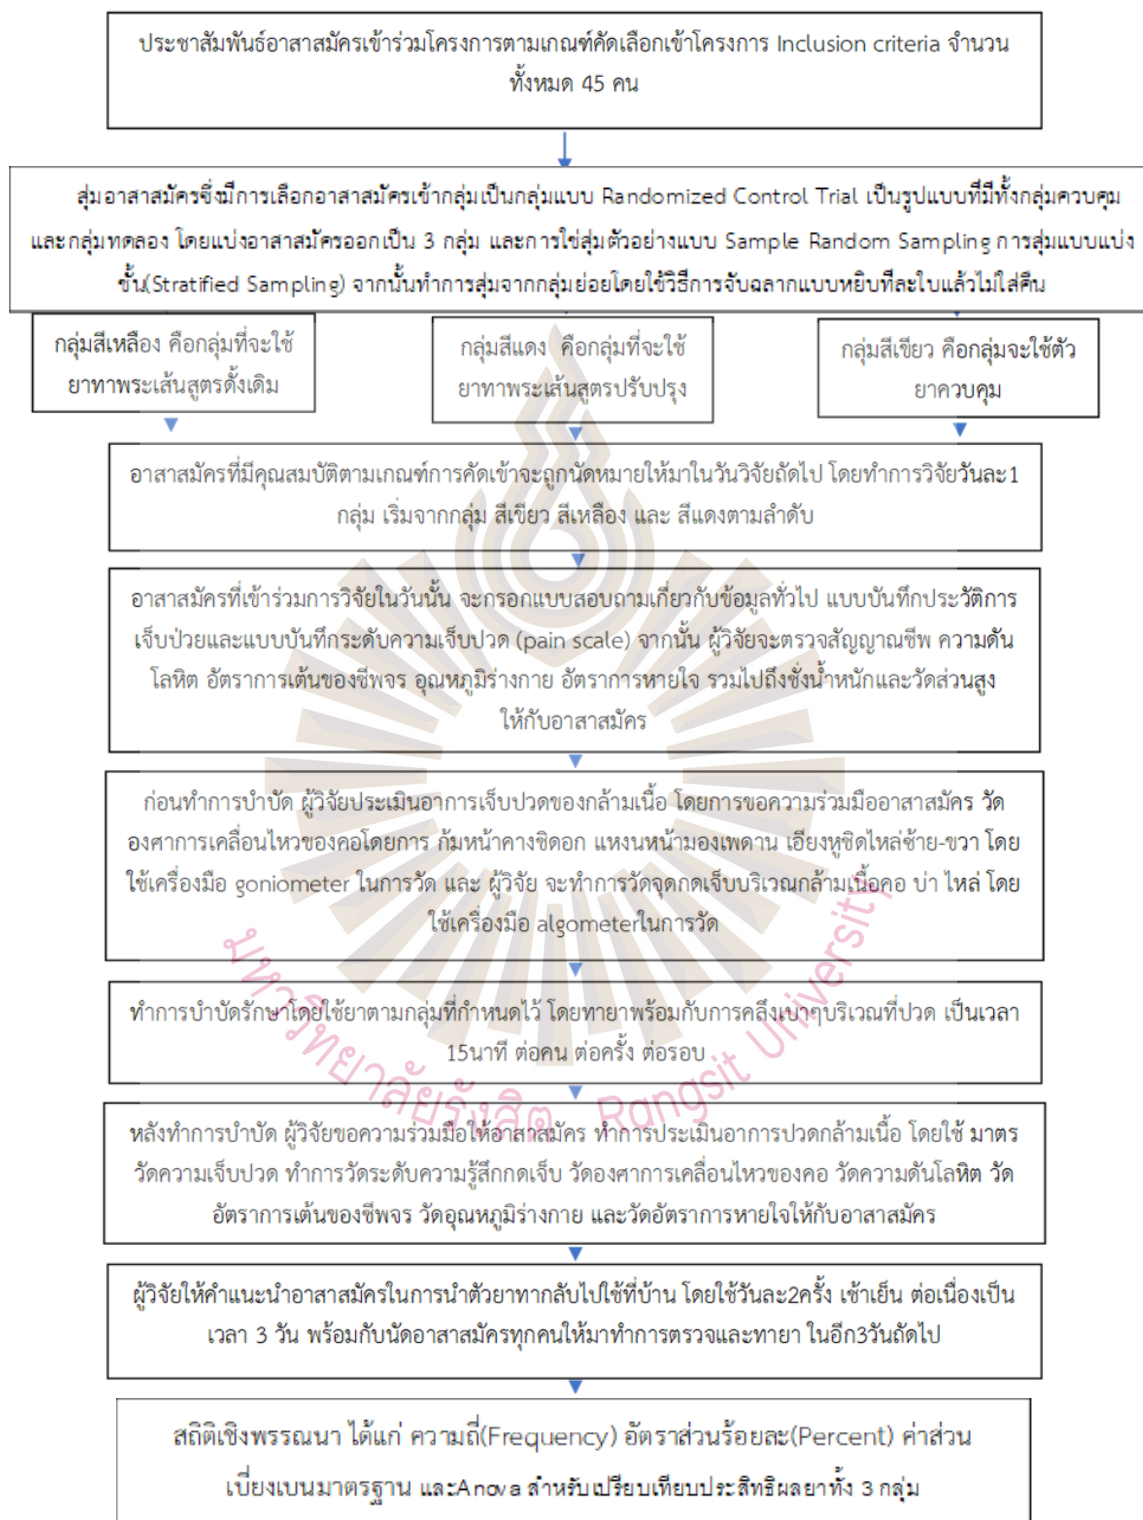 ประชาสัมพันธ์อาสาสมัครเข้าร่วมโครงการตามเกณฑ์คัดเลือกเข้าโครงการ Inclusion criteria จำนวน
ทั้งหมด 45 คน
สุ่มอาสาสมัครซึ่งมีการเลือกอาสาสมัครเข้ากลุ่มเป็นกลุ่มแบบ Randomized Control Trial เป็นรูปแบบที่มีทั้งกลุ่มควบคุม
และกลุ่มทดลอง โดยแบ่งอาสาสมัครออกเป็น 3 กลุ่ม และการใช้สุ่มตัวอย่างแบบ Sample Random Sampling การสุ่มแบบแบ่ง
ชั้น(Stratified Sampling) จากนั้นทำการสุ่มจากกลุ่มย่อยโดยใช้วิธีการจับฉลากแบบหยิบทีละใบแล้วไม่ใส่คืน
กลุ่มสีเหลือง คือกลุ่มที่จะใช้
ยาทาพระเส้นสูตรดั้งเดิม
กลุ่มสีแดง คือกลุ่มที่จะใช้
ยาทาพระเส้นสูตรปรับปรุง
กลุ่มสีเขียว คือกลุ่มจะใช้ตัว
ยาควบคุม
อาสาสมัครที่มีคุณสมบัติตามเกณฑ์การคัดเข้าจะถูกนัดหมายให้มาในวันวิจัยถัดไป โดยทำการวิจัยวันละ1
กลุ่ม เริ่มจากกลุ่ม สีเขียว สีเหลือง และ สีแดงตามลำดับ
อาสาสมัครที่เข้าร่วมการวิจัยในวันนั้น จะกรอกแบบสอบถามเกี่ยวกับข้อมูลทั่วไป แบบบันทึกประวัติการ
เจ็บป่วยและแบบบันทึกระดับความเจ็บปวด (pain scale) จากนั้น ผู้วิจัยจะตรวจสัญญาณชีพ ความดัน
โลหิต อัตราการเต้นของชีพจร อุณหภูมิร่างกาย อัตราการหายใจ รวมไปถึงชั่งน้ำหนักและวัดส่วนสูง
ให้กับอาสาสมัคร
ก่อนทำการบำบัด ผู้วิจัยประเมินอาการเจ็บปวดของกล้ามเนื้อ โดยการขอความร่วมมืออาสาสมัคร วัด
องศาการเคลื่อนไหวของคอโดยการ ก้มหน้าคางชิดอก แหงนหน้ามองเพดาน เอียงหูชิดไหล่ซ้าย-ขวา โดย
ใช้เครื่องมือ goniometer ในการวัด และ ผู้วิจัย จะทำการวัดจุดกดเจ็บบริเวณกล้ามเนื้อคอ บ่า ไหล่ โดย
ใช้เครื่องมือ algometerในการวัด
ทำการบำบัดรักษาโดยใช้ยาตามกลุ่มที่กำหนดไว้ โดยทายาพร้อมกับการคลึงเบาๆบริเวณที่ปวด เป็นเวลา
15นาที ต่อคน ต่อครั้ง ต่อรอบ
มหาวิทยาลัยรังสิต Rangsit University
หลังทำการบำบัด ผู้วิจัยขอความร่วมมือให้อาสาสมัคร ทำการประเมินอาการปวดกล้ามเนื้อ โดยใช้ มาตร
วัดความเจ็บปวด ทำการวัดระดับความรู้สึกกดเจ็บ วัดองศาการเคลื่อนไหวของคอ วัดความดันโลหิต วัด
อัตราการเต้นของชีพจร วัดอุณหภูมิร่างกาย และวัดอัตราการหายใจให้กับอาสาสมัคร
ผู้วิจัยให้คำแนะนำอาสาสมัครในการนำตัวยาทากลับไปใช้ที่บ้าน โดยใช้วันละ2ครั้ง เช้าเย็น ต่อเนื่องเป็น
เวลา 3 วัน พร้อมกับนัดอาสาสมัครทุกคนให้มาทำการตรวจและทายา ในอีก3วันถัดไป
สถิติเชิงพรรณนา ได้แก่ ความถี่(Frequency) อัตราส่วนร้อยละ(Percent) ค่าส่วน
เบี่ยงเบนมาตรฐาน และAnova สำหรับเปรียบเทียบประสิทธิผลยาทั้ง 3 กลุ่ม